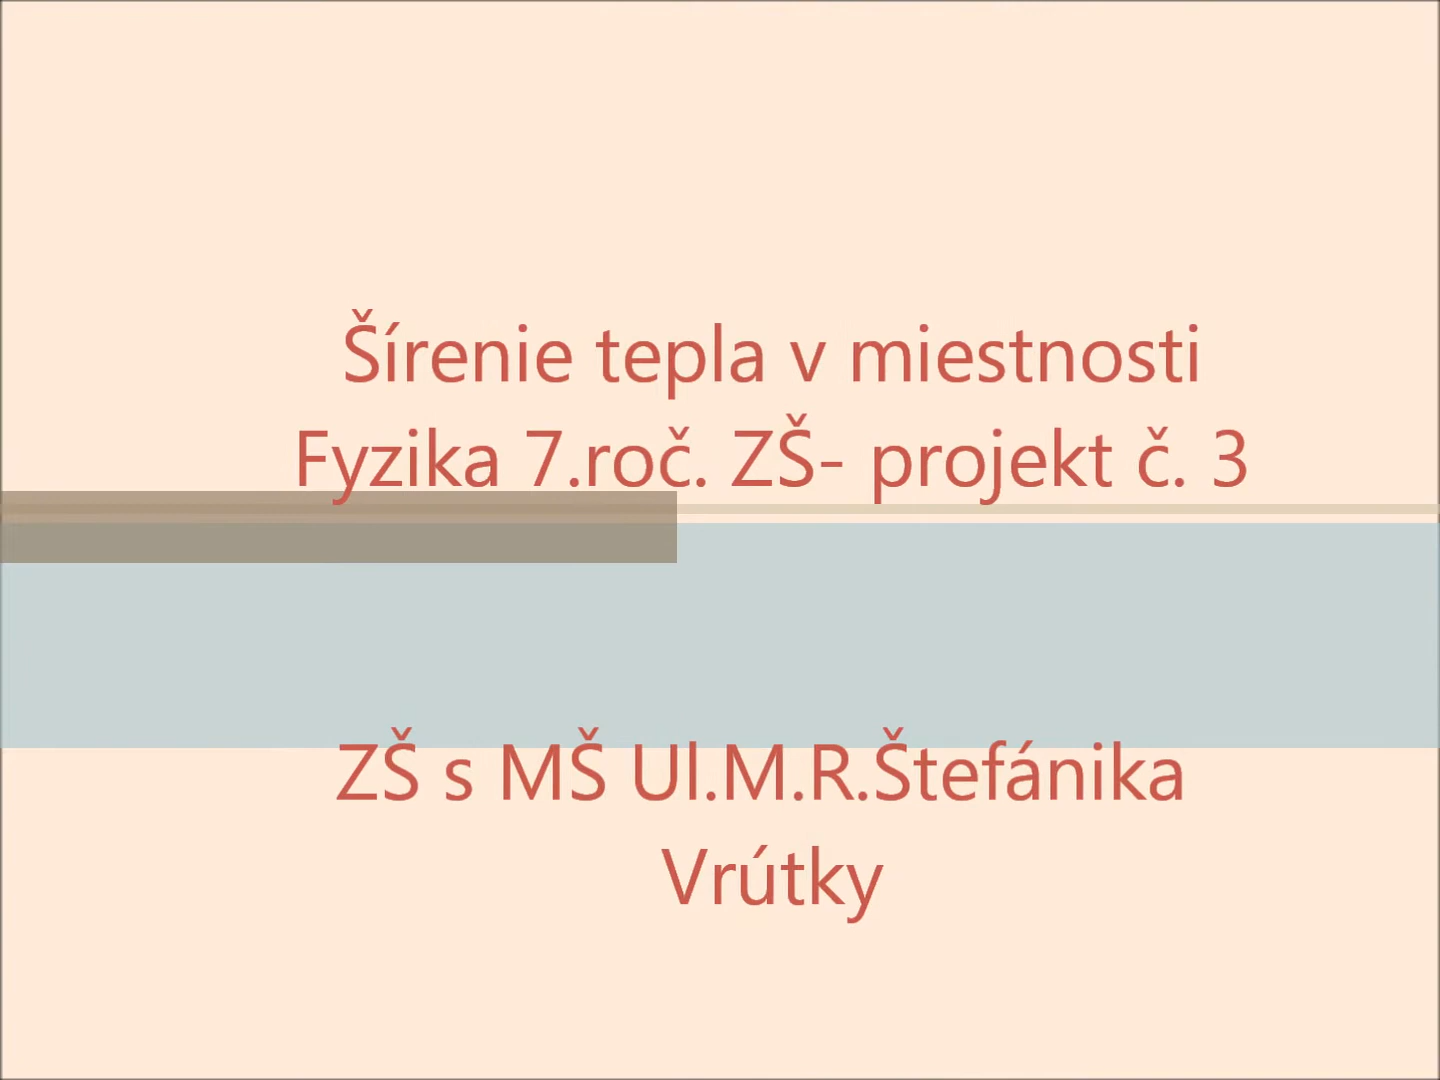 Šírenie tepla v miestnosti
Fyzika 7.roč. ZŠ- projekt č. 3
ZŠ s MŠ Ul.M.R.Štefánika
Vrútky